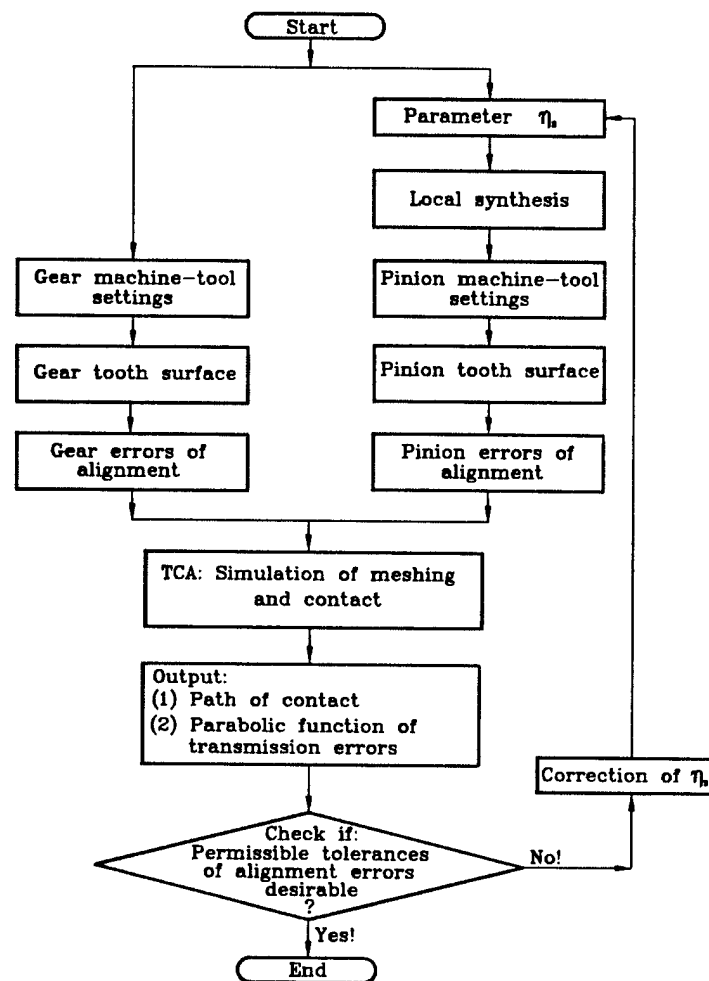 Start
Parameter η
Local synthesis
Gear machine-tool
settings
Pinion machine-tool
settings
Gear tooth surface
Pinion tooth surface
Gear errors of
alignment
Pinion errors of
alignment
TCA: Simulation of meshing
and contact
Output:
(1) Path of contact
(2) Parabolic function of
transmission errors
Correction of η
Check if:
Permissible tolerances
of alignment errors
desirable
?
No!
Yes!
End